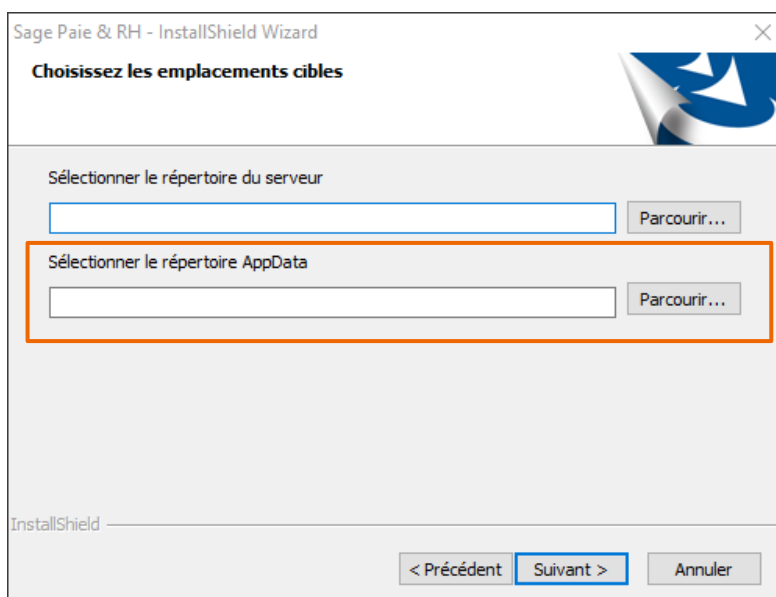 Sage Paie & RH - InstallShield Wizard
Choisissez les emplacements cibles
Sélectionner le répertoire du serveur
Parcourir...
Sélectionner le répertoire AppData
Parcourir...
InstallShield
< Précédent Suivant > Annuler